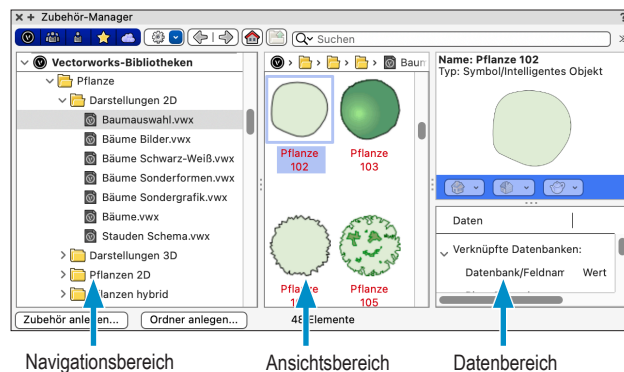 Zubehör-Manager ?
Suchen
Vectorworks-Bibliotheken
Pflanze
Darstellungen 2D
Baumauswahl.vwx
Bäume Bilder.vwx
Bäume Schwarz-Weiß.vwx
Bäume Sonderformen.vwx
Bäume Sondergrafik.vwx
Bäume.vwx
Stauden Schema.vwx
Darstellungen 3D
Pflanzen 2D
Pflanzen hybrid
Baum
Pflanze
102
Pflanze
103
Pflanze
Pflanze
105
Name: Pflanze 102
Typ: Symbol/Intelligentes Objekt
Daten
Verknüpfte Datenbanken:
Datenbank/Feldnam Wert
Zubehör anlegen... Ordner anlegen... 48 Elemente
Navigationsbereich Ansichtsbereich Datenbereich